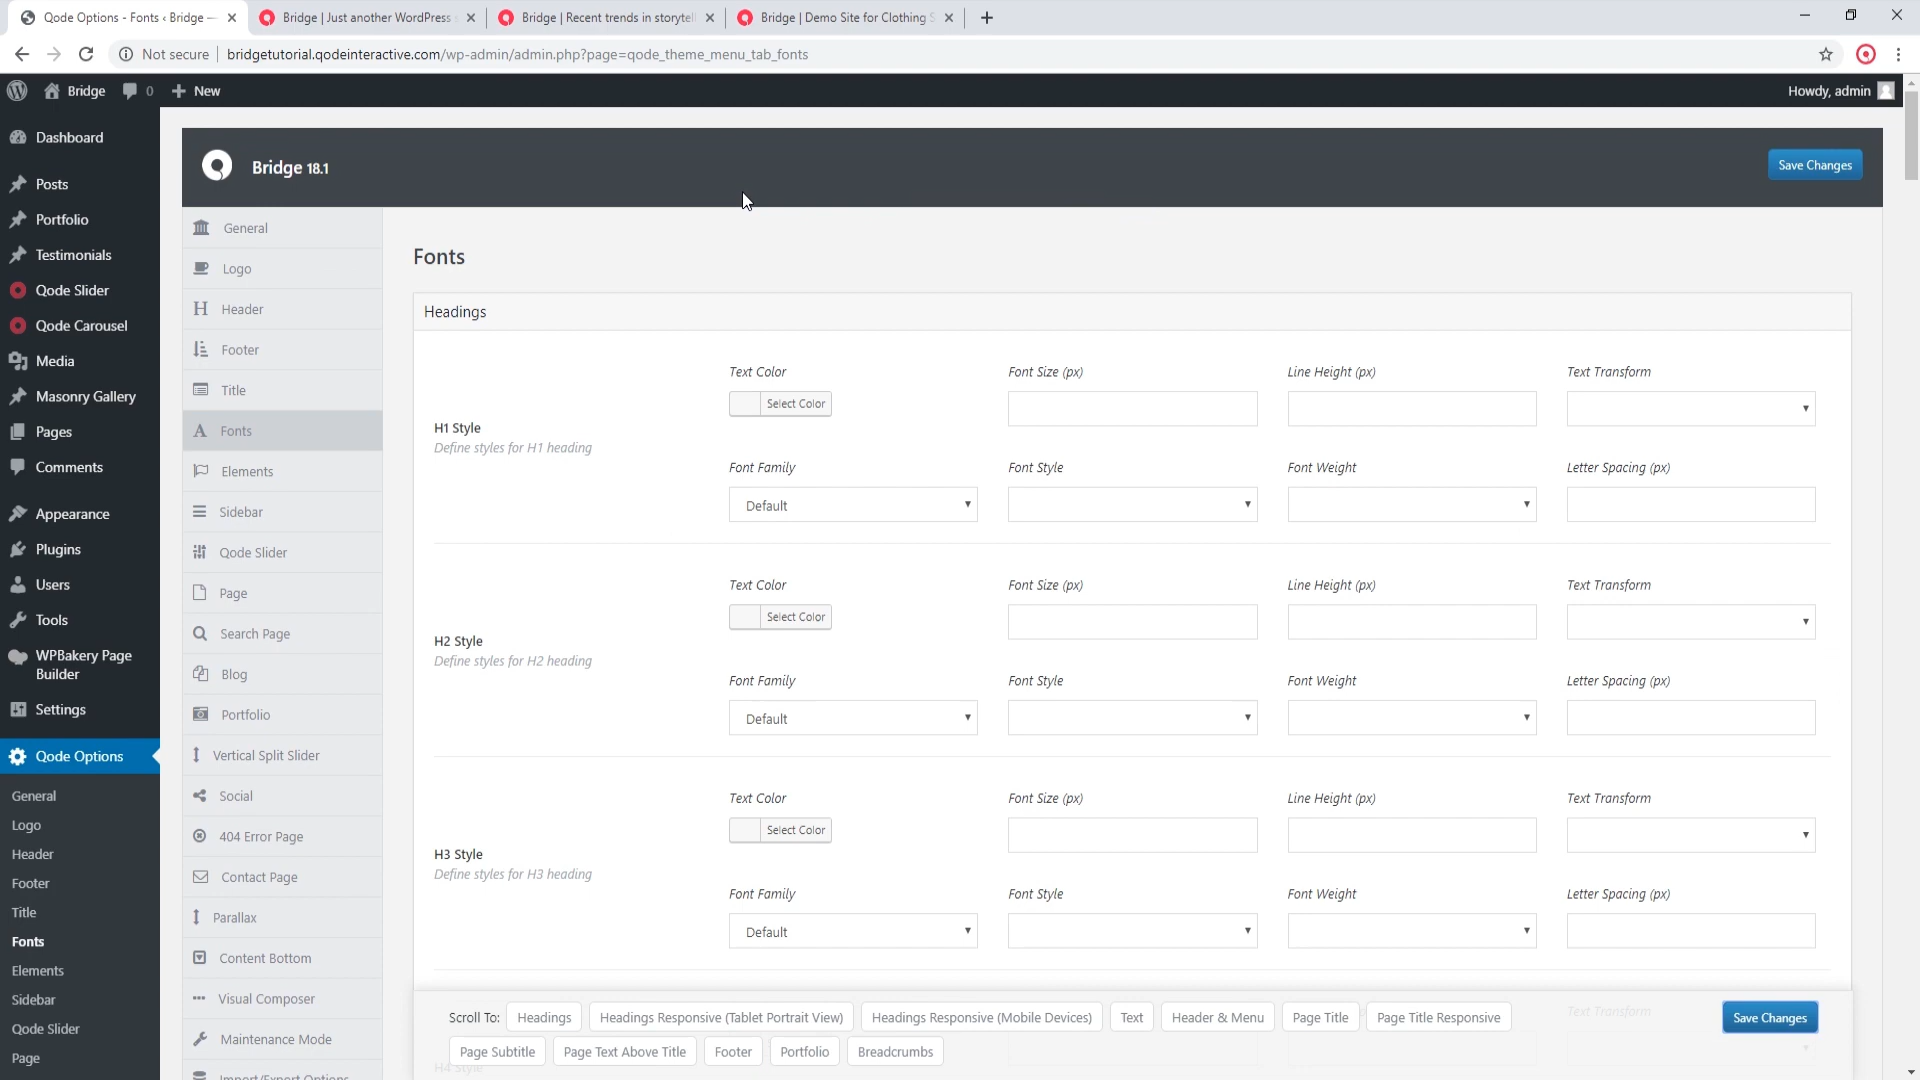 Qode Options - Fonts ‹ Bridge —
Bridge | Just another WordPress
Bridge | Recent trends in storytell
Bridge | Demo Site for Clothing S
Not secure
bridgetutorial.qodeinteractive.com/wp-admin/admin.php?page=qode_theme_menu_tab_fonts
Bridge
0
New
Howdy, admin
Dashboard
Posts
Portfolio
Testimonials
Qode Slider
Qode Carousel
Media
Masonry Gallery
Pages
Comments
Appearance
Plugins
Users
Tools
WPBakery Page
Builder
Settings
Qode Options
General
Logo
Header
Footer
Title
Fonts
Elements
Sidebar
Qode Slider
Page
Bridge 18.1
Save Changes
General
Logo
Header
Footer
Title
Fonts
Elements
Sidebar
Qode Slider
Page
Search Page
Blog
Portfolio
Vertical Split Slider
Social
404 Error Page
Contact Page
Parallax
Content Bottom
Visual Composer
Maintenance Mode
Import/Export Options
Fonts
Headings
H1 Style
Define styles for H1 heading
Text Color
Select Color
Font Size (px)
Line Height (px)
Text Transform
Font Family
Default
Font Style
Font Weight
Letter Spacing (px)
H2 Style
Define styles for H2 heading
Text Color
Select Color
Font Size (px)
Line Height (px)
Text Transform
Font Family
Default
Font Style
Font Weight
Letter Spacing (px)
H3 Style
Define styles for H3 heading
Text Color
Select Color
Font Size (px)
Line Height (px)
Text Transform
Font Family
Default
Font Style
Font Weight
Letter Spacing (px)
Text Transform
H4 Style
Scroll To:
Headings
Headings Responsive (Tablet Portrait View)
Headings Responsive (Mobile Devices)
Text
Header & Menu
Page Title
Page Title Responsive
Page Subtitle
Page Text Above Title
Footer
Portfolio
Breadcrumbs
Save Changes